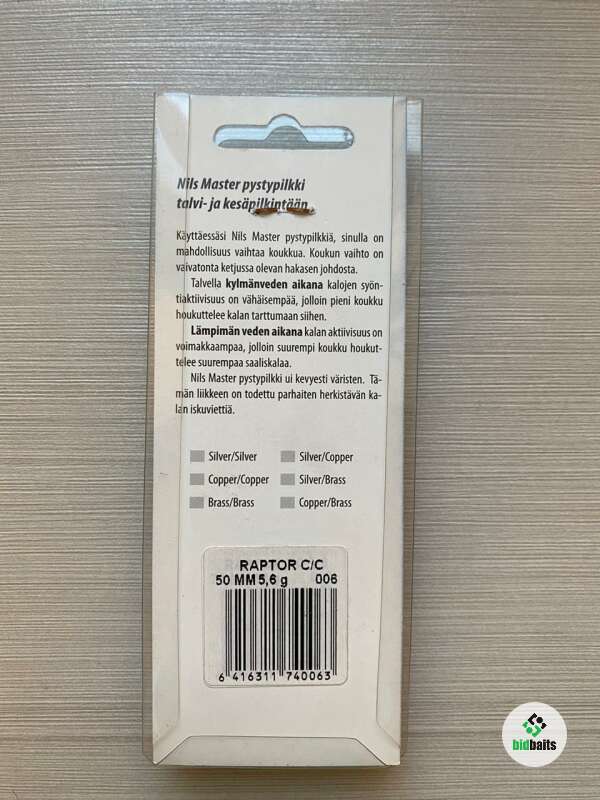 Nils Master pystypilkki
talvi- ja kesäpilkintään
Käyttäessäsi Nils Master pystypilkkiä, sinulla on
mahdollisuus vaihtaa koukkua. Koukun vaihto on
vaivatonta ketjussa olevan hakasen johdosta.
Talvella kylmänveden aikana kalojen syön-
tiaktiivisuus on vähäisempää, jolloin pieni koukku
houkuttelee kalan tarttumaan siihen.
Lämpimän veden aikana kalan aktiivisuus on
voimakkaampaa, jolloin suurempi koukku houkut-
telee suurempaa saaliskalaa.
Nils Master pystypilkki ui kevyesti väristen. Tä-
män liikkeen on todettu parhaiten herkistävän ka-
lan iskuviettiä.
Silver/Silver Silver/Copper
Copper/Copper Silver/Brass
Brass/Brass Copper/Brass
RAPTOR C/C
50 MM 5,6 g 006
6 416311 740063
bidbaits